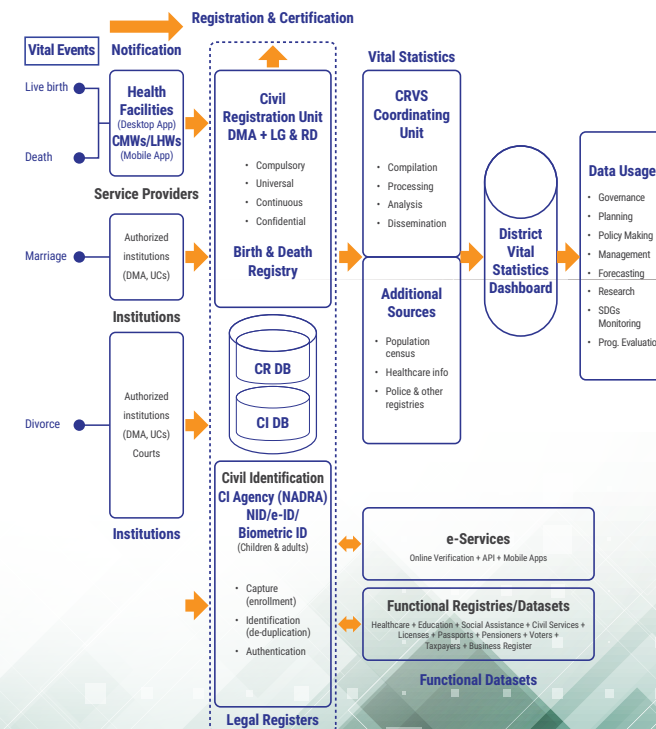 Registration & Certification
Vital Events
Notification
Vital Statistics
Live birth
Death
Marriage
Divorce
Health
Facilities
(Desktop App)
CMWs/LHWs
(Mobile App)
Service Providers
Authorized
institutions
(DMA, UCs)
Institutions
Authorized
institutions
(DMA, UCs)
Courts
Institutions
Civil
Registration Unit
DMA + LG & RD
• Compulsory
• Universal
• Continuous
• Confidential
Birth & Death
Registry
CR DB
CI DB
Civil Identification
CI Agency (NADRA)
NID/e-ID/
Biometric ID
(Children & adults)
• Capture
(enrollment)
• Identification
(de-duplication)
• Authentication
Legal Registers
CRVS
Coordinating
Unit
• Compilation
• Processing
• Analysis
• Dissemination
Additional
Sources
• Population
census
• Healthcare info
• Police & other
registries
District
Vital
Statistics
Dashboard
Data Usage
• Governance
• Planning
• Policy Making
• Management
• Forecasting
• Research
• SDGs
Monitoring
• Prog. Evaluatio
e-Services
Online Verification + API + Mobile Apps
Functional Registries/Datasets
Healthcare + Education + Social Assistance + Civil Services +
Licenses + Passports + Pensioners + Voters +
Taxpayers + Business Register
Functional Datasets